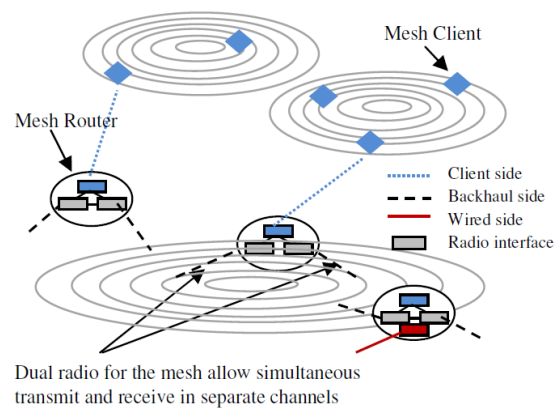 Mesh Client
Mesh Router
Client side
Backhaul side
Wired side
Radio interface
Dual radio for the mesh allow simultaneous
transmit and receive in separate channels